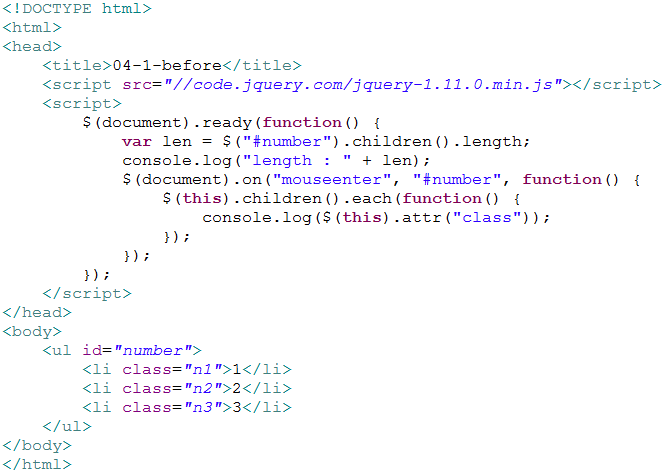 <!DOCTYPE html>
<html>
<head>
    <title>04-1-before</title>
    <script src="//code.jquery.com/jquery-1.11.0.min.js"></script>
    <script>
        $(document).ready(function() {
            var len = $("#number").children().length;
            console.log("length : " + len);
            $(document).on("mouseenter", "#number", function() {
                $(this).children().each(function() {
                    console.log($(this).attr("class"));
                });
            });
        });
    </script>
</head>
<body>
    <ul id="number">
        <li class="n1">1</li>
        <li class="n2">2</li>
        <li class="n3">3</li>
    </ul>
</body>
</html>